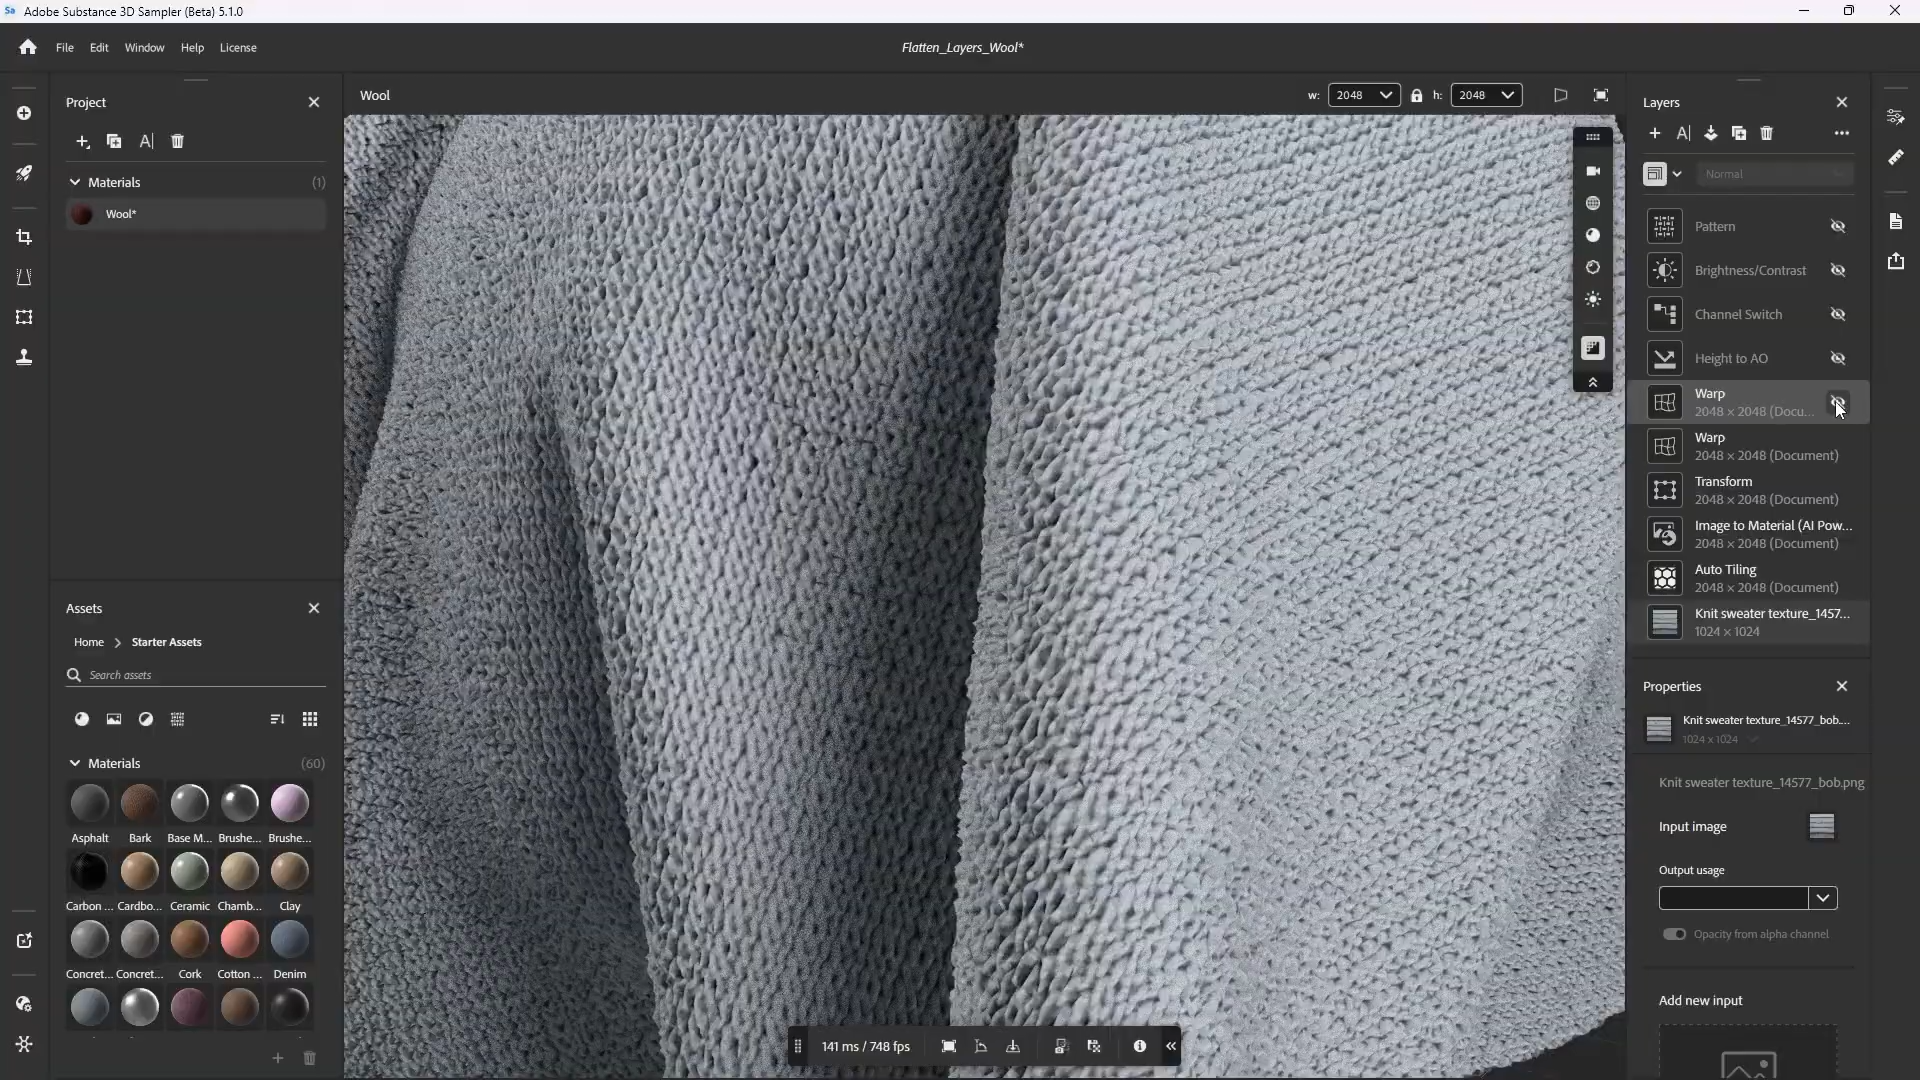 Sa Adobe Substance 3D Sampler (Beta) 5.1.0
File Edit Window Help License
Flatten_Layers_Wool*
Project
A|
Materials (1)
Wool*
Wool
w: 2048 h: 2048
Layers
A|
Normal
Pattern
Brightness/Contrast
Channel Switch
Height to AO
Warp
2048 × 2048 (Docu...
Warp
2048 × 2048 (Document)
Transform
2048 × 2048 (Document)
Image to Material (AI Pow...
2048 × 2048 (Document)
Auto Tiling
2048 × 2048 (Document)
Knit sweater texture_1457...
1024 × 1024
Properties
Knit sweater texture_14577_bob....
1024 x 1024
Knit sweater texture_14577_bob.png
Input image
Output usage
Opacity from alpha channel
Add new input
Assets
Home > Starter Assets
Search assets
Materials (60)
Asphalt Bark Base M... Brushe... Brushe...
Carbon ... Cardbo... Ceramic Chamb... Clay
Concret... Concret... Cork Cotton ... Denim
141 ms / 748 fps